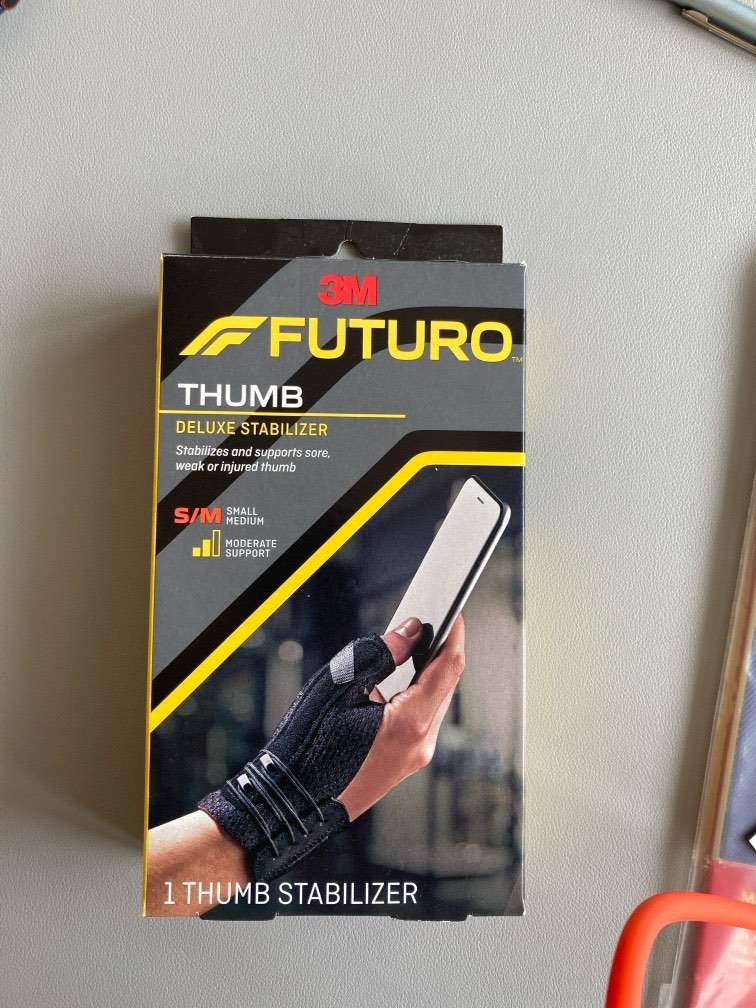 3M
FUTURO™
THUMB
DELUXE STABILIZER
Stabilizes and supports sore,
weak or injured thumb
S/M SMALL
MEDIUM
MODERATE
SUPPORT
1 THUMB STABILIZER